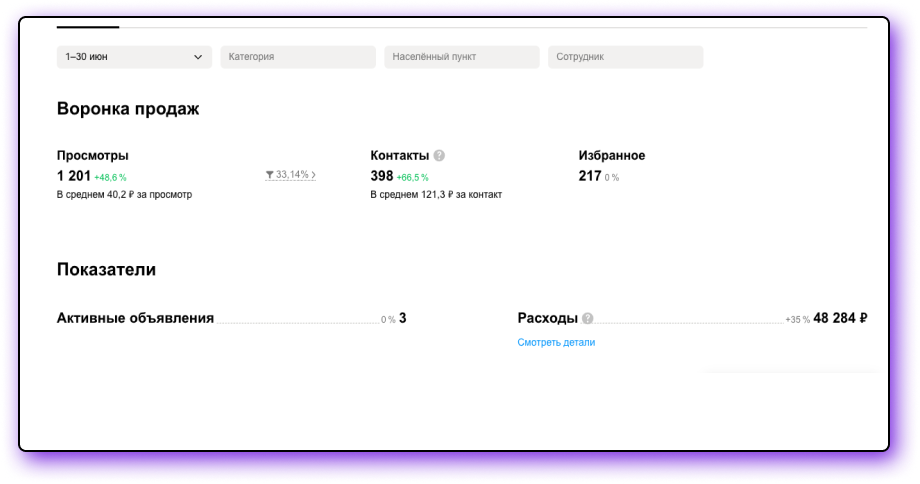 1–30 июн
Категория
Населённый пункт
Сотрудник
Воронка продаж
Просмотры
1 201 +48,6 %
В среднем 40,2 ₽ за просмотр
33,14% >
Контакты ?
398 +66,5 %
В среднем 121,3 ₽ за контакт
Избранное
217 0 %
Показатели
Активные объявления 0 % 3
Расходы ? +35 % 48 284 ₽
Смотреть детали